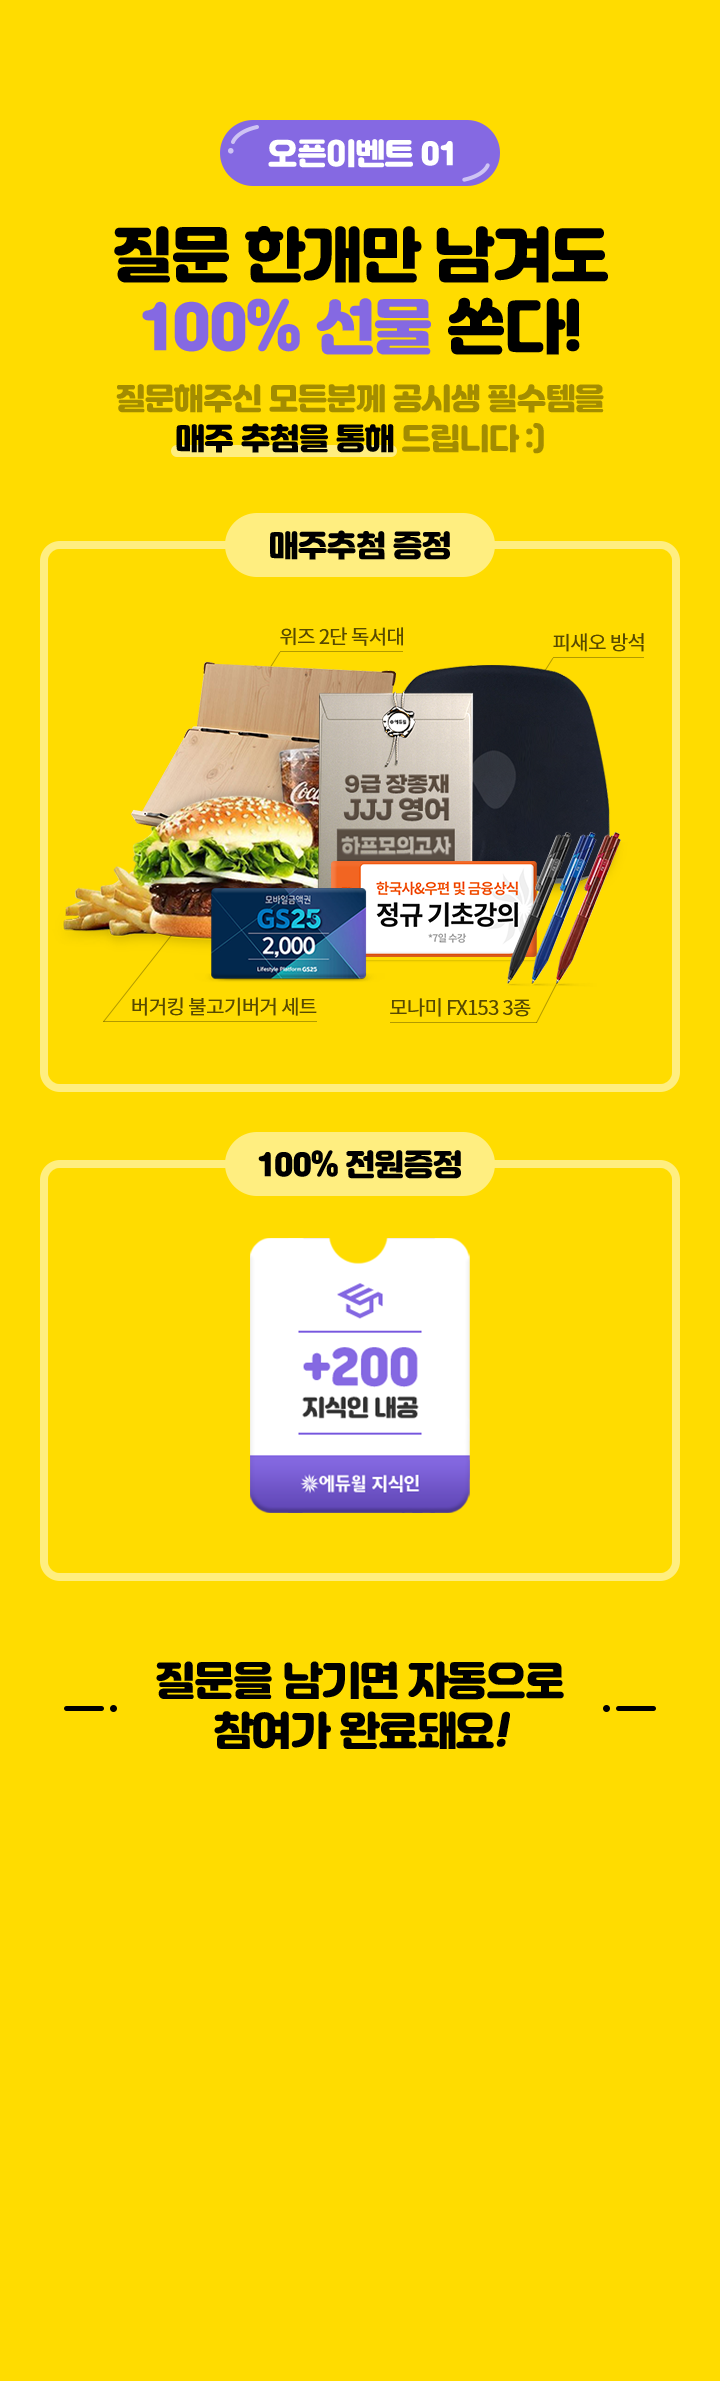 오픈이벤트 01
질문 한개만 남겨도
100% 선물 쏜다!
질문해주신 모든분께 공시생 필수템을
매주 추첨을 통해 드립니다 :)
매주추첨 증정
위즈 2단 독서대
피새오 방석
에듀윌
9급 장종재
JJJ 영어
하프모의고사
Coca
한국사&우편 및 금융상식
정규 기초강의
*7일 수강
모바일금액권
GS25
2,000
Lifestyle Platform GS25
버거킹 불고기버거 세트
모나미 FX153 3종
100% 전원증정
+200
지식인 내공
에듀윌 지식인
질문을 남기면 자동으로
참여가 완료돼요!